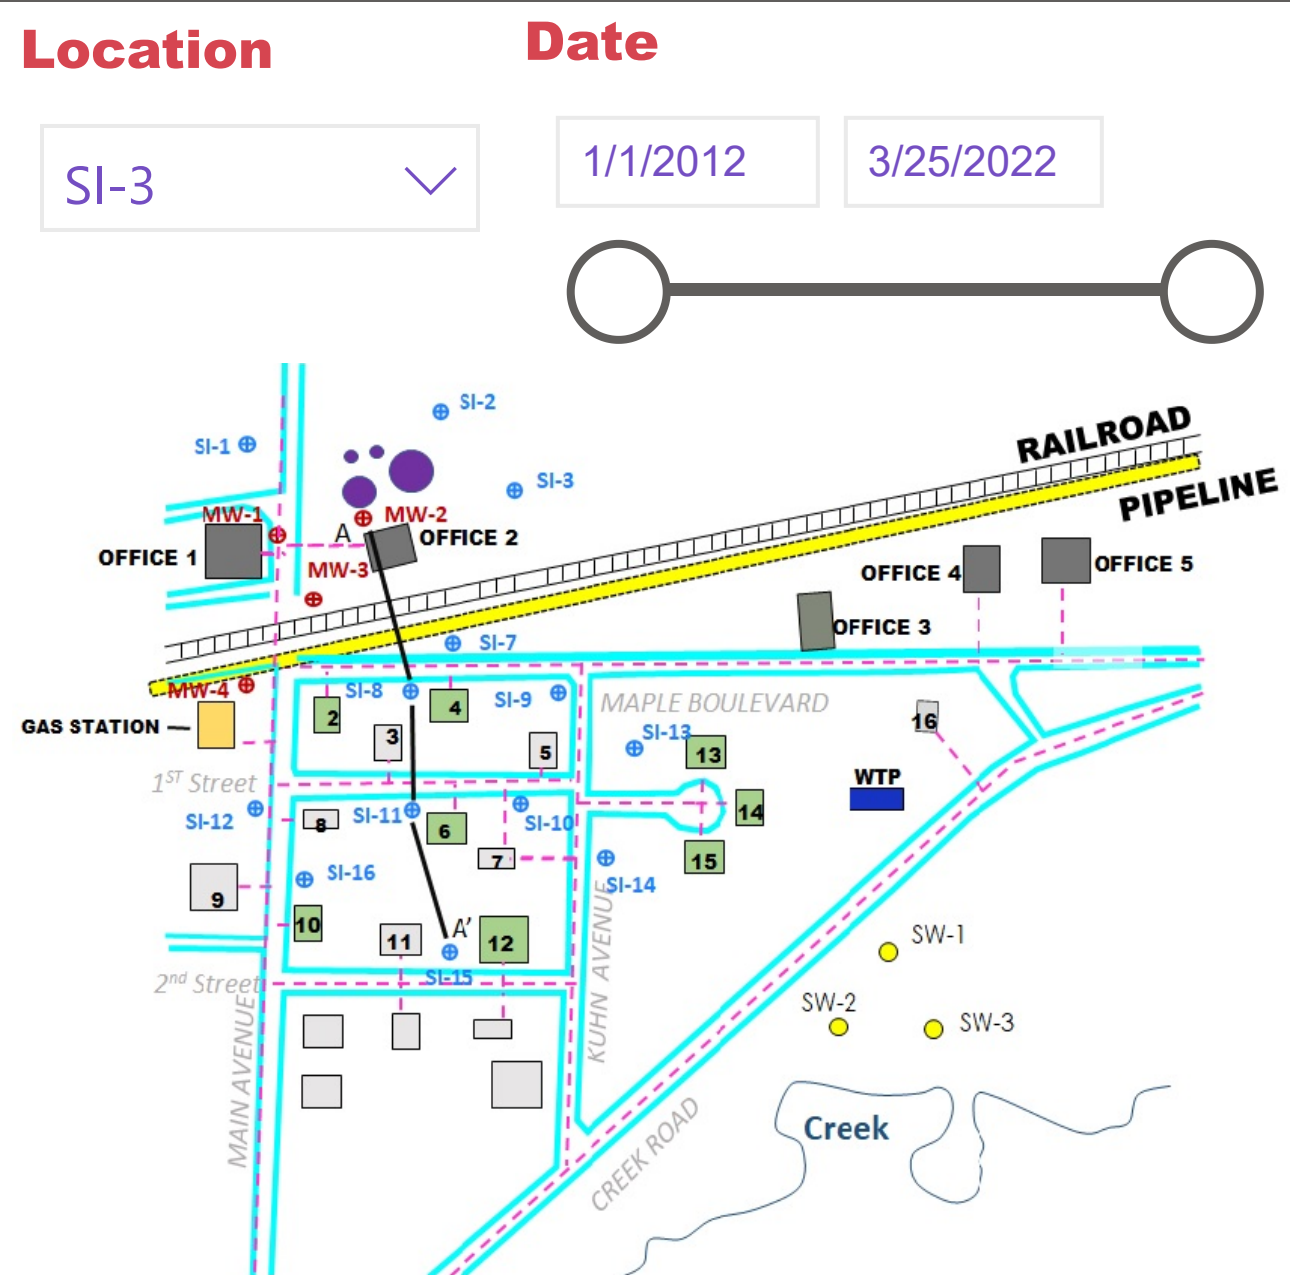 Location
Date
SI-3
1/1/2012
3/25/2022
SI-2
SI-1
RAILROAD
SI-3
PIPELINE
MW-1
MW-2
A
OFFICE 2
OFFICE 1
MW-3
OFFICE 4
OFFICE 5
OFFICE 3
SI-7
MW-4
SI-8
SI-9
MAPLE BOULEVARD
2
4
16
GAS STATION
3
5
SI-13
13
1ST Street
WTP
SI-12
8
SI-11
6
SI-10
14
7
15
SI-16
SI-14
9
10
11
A’
12
SW-1
2nd Street
SI-15
SW-2
SW-3
MAIN AVENUE
KUHN AVENUE
CREEK ROAD
Creek